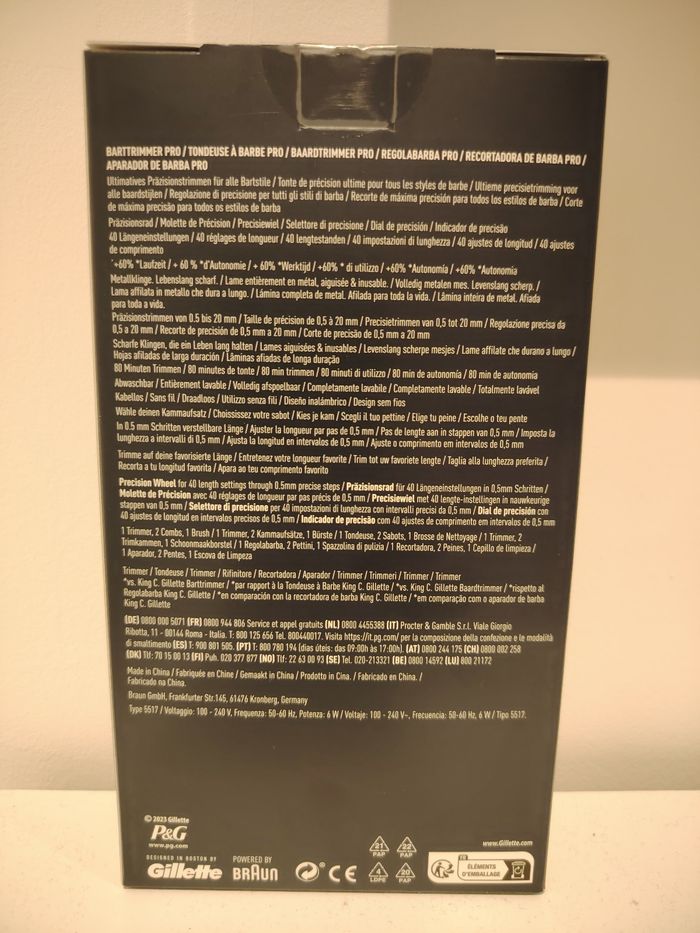 BARTTRIMMER PRO / TONDEUSE À BARBE PRO / BAARDTRIMMER PRO / REGOLABARBA PRO / RECORTADORA DE BARBA PRO /
APARADOR DE BARBA PRO
Ultimatives Präzisionstrimmen für alle Bartstile / Tonte de précision ultime pour tous les styles de barbe / Ultieme precisietrimming voor
alle baardstijlen / Regolazione di precisione per tutti gli stili di barba / Recorte de máxima precisión para todos los estilos de barba / Corte
de máxima precisão para todos os estilos de barba
Präzisionsrad / Molette de Précision / Precisiewiel / Selettore di precisione / Dial de precisión / Indicador de precisão
40 Längeneinstellungen / 40 réglages de longueur / 40 lengtestanden / 40 impostazioni di lunghezza / 40 ajustes de longitud / 40 ajustes
de comprimento
+60% *Laufzeit / + 60 % *d'Autonomie / + 60% *Werktijd / +60% * di utilizzo / +60% *Autonomía / +60% *Autonomia
Metallklinge. Lebenslang scharf. / Lame entièrement en métal, aiguisée & inusable. / Volledig metalen mes. Levenslang scherp. /
Lama affilata in metallo che dura a lungo. / Lámina completa de metal. Afilada para toda la vida. / Lâmina inteira de metal. Afiada
para toda a vida.
Präzisionstrimmen von 0.5 bis 20 mm / Taille de précision de 0,5 à 20 mm / Precisietrimmen van 0,5 tot 20 mm / Regolazione precisa da
0,5 a 20 mm / Recorte de precisión de 0,5 mm a 20 mm / Corte de precisão de 0,5 mm a 20 mm
Scharfe Klingen, die ein Leben lang halten / Lames aiguisées & inusables / Levenslang scherpe mesjes / Lame affilate che durano a lungo /
Hojas afiladas de larga duración / Lâminas afiadas de longa duração
80 Minuten Trimmen / 80 minutes de tonte / 80 min trimmen / 80 minuti di utilizzo / 80 min de autonomía / 80 min de autonomia
Abwaschbar / Entièrement lavable / Volledig afspoelbaar / Completamente lavabile / Completamente lavable / Totalmente lavável
Kabellos / Sans fil / Draadloos / Utilizzo senza fili / Diseño inalámbrico / Design sem fios
Wähle deinen Kammaufsatz / Choississez votre sabot / Kies je kam / Scegli il tuo pettine / Elige tu peine / Escolhe o teu pente
In 0.5 mm Schritten verstellbare Länge / Ajuster la longueur par pas de 0,5 mm / Pas de lengte aan in stappen van 0,5 mm / Imposta la
lunghezza a intervalli di 0,5 mm / Ajusta la longitud en intervalos de 0,5 mm / Ajuste o comprimento em intervalos de 0,5 mm
Trimme auf deine favorisierte Länge / Entretenez votre longueur favorite / Trim tot uw favoriete lengte / Taglia alla lunghezza preferita /
Recorta a tu longitud favorita / Apara ao teu comprimento favorito
Precision Wheel for 40 length settings through 0.5mm precise steps / Präzisionsrad für 40 Längeneinstellungen in 0,5mm Schritten /
Molette de Précision avec 40 réglages de longueur par pas précis de 0,5 mm / Precisiewiel met 40 lengte-instellingen in nauwkeurige
stappen van 0,5 mm / Selettore di precisione per 40 impostazioni di lunghezza con intervalli precisi da 0,5 mm / Dial de precisión con
40 ajustes de longitud en intervalos precisos de 0,5 mm / Indicador de precisão com 40 ajustes de comprimento em intervalos de 0,5 mm
1 Trimmer, 2 Combs, 1 Brush / 1 Trimmer, 2 Kammaufsätze, 1 Bürste / 1 Tondeuse, 2 Sabots, 1 Brosse de Nettoyage / 1 Trimmer, 2
Trimkammen, 1 Schoonmaakborstel / 1 Regolabarba, 2 Pettini, 1 Spazzolina di pulizia / 1 Recortadora, 2 Peines, 1 Cepillo de limpieza /
1 Aparador, 2 Pentes, 1 Escova de Limpeza
Trimmer / Tondeuse / Trimmer / Rifinitore / Recortadora / Aparador / Trimmer / Trimmeri / Trimmer / Trimmer
*vs. King C. Gillette Barttrimmer / *par rapport à la Tondeuse à Barbe King C. Gillette / *vs. King C. Gillette Baardtrimmer / *rispetto al
Regolabarba King C. Gillette / *en comparación con la recortadora de barba King C. Gillette / *em comparação com o aparador de barba
King C. Gillette
(DE) 0800 000 5071 (FR) 0800 944 806 Service et appel gratuits (NL) 0800 4455388 (IT) Procter & Gamble S.r.l. Viale Giorgio
Ribotta, 11 - 00144 Roma - Italia. T: 800 125 656 Tel. 800440017. Visita https://it.pg.com/ per la composizione della confezione e le modalità
di smaltimento (ES) T: 900 801 505. (PT) T: 800 780 194 (dias úteis: das 09:00h às 17:00h). (AT) 0800 244 175 (CH) 0800 002 258
(DK) Tlf: 70 15 00 13 (FI) Puh. 020 377 877 (NO) Tlf: 22 63 00 93 (SE) Tel. 020-213321 (BE) 0800 14592 (LU) 800 21172
Made in China / Fabriquée en Chine / Gemaakt in China / Prodotto in Cina. / Fabricado en China. /
Fabricado na China.
Braun GmbH, Frankfurter Str.145, 61476 Kronberg, Germany
Type 5517 / Voltaggio: 100 - 240 V, Frequenza: 50-60 Hz, Potenza: 6 W / Voltaje: 100 - 240 V~, Frecuencia: 50-60 Hz, 6 W / Tipo 5517.
© 2023 Gillette
P&G
www.pg.com
www.Gillette.com
DESIGNED IN BOSTON BY
Gillette
POWERED BY
BRAUN
CE
21
PAP
22
PAP
4
LDPE
20
PAP
FR
ÉLÉMENTS
D'EMBALLAGE